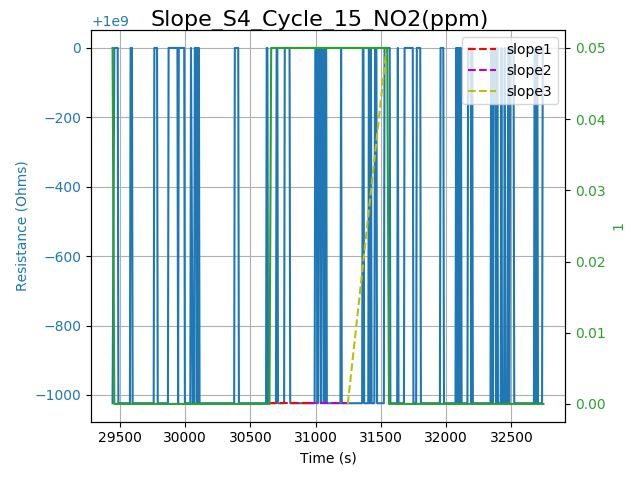 Slope_S4_Cycle_15_NO2(ppm)
+1e9
slope1
slope2
slope3
0
−200
−400
−600
−800
−1000
Resistance (Ohms)
0.05
0.04
0.03
0.02
0.01
0.00
1
29500 30000 30500 31000 31500 32000 32500
Time (s)